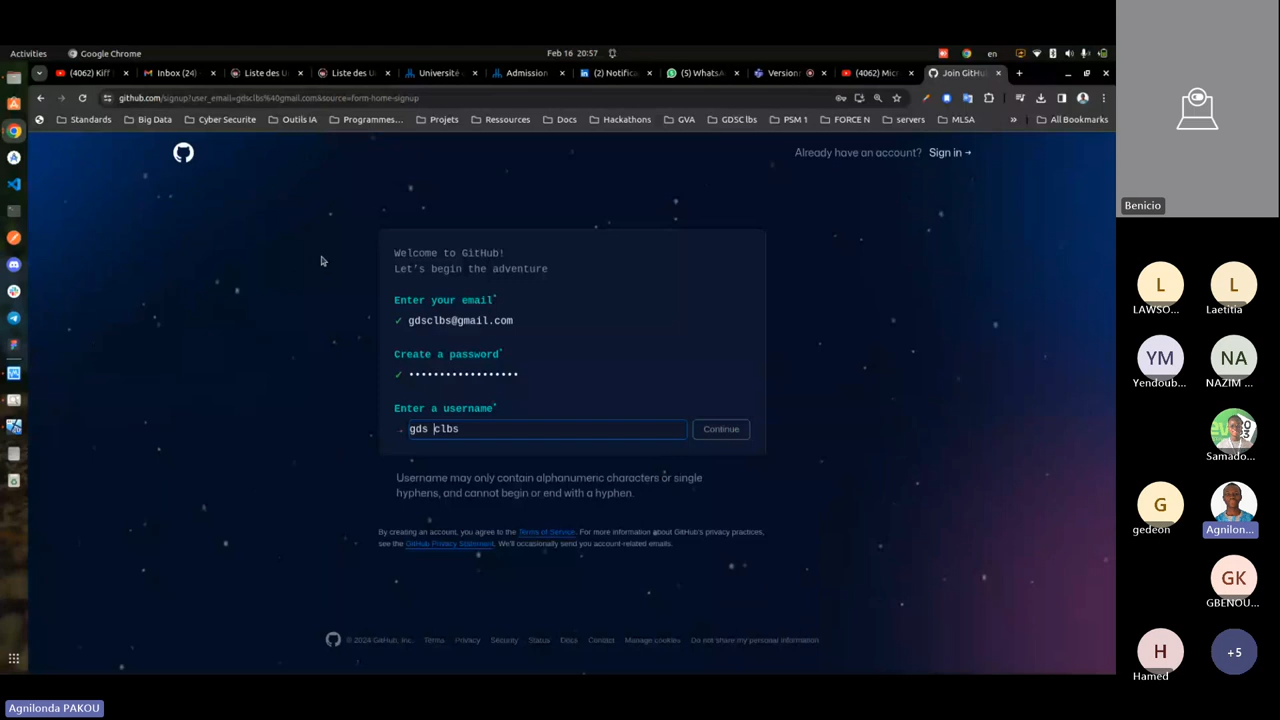 Activities
Google Chrome
Feb 16 20:57
en
(4062) Kiff
Inbox (24)
Liste des
Liste des
Université
Admission
(2) Notific
(5) WhatsA
Version
(4062) Mic
Join GitHu
github.com/signup?user_email=gdsclbs%40gmail.com&source=form-home-signup
Standards
Big Data
Cyber Securite
Outils IA
Programmes...
Projets
Ressources
Docs
Hackathons
GVA
GDSC lbs
PSM 1
FORCE N
servers
MLSA
»
All Bookmarks
Already have an account? Sign in →
Welcome to GitHub!
Let's begin the adventure
Enter your email*
✓ gdsclbs@gmail.com
Create a password*
✓ ••••••••••••••••••
Enter a username*
→ gds clbs
Continue
Username may only contain alphanumeric characters or single
hyphens, and cannot begin or end with a hyphen.
By creating an account, you agree to the Terms of Service. For more information about GitHub's privacy practices,
see the GitHub Privacy Statement. We'll occasionally send you account-related emails.
© 2024 GitHub, Inc.
Terms
Privacy
Security
Status
Docs
Contact
Manage cookies
Do not share my personal information
Benicio
L
LAWSO...
L
Laetitia
YM
Yendoub...
NA
NAZIM ...
Samado...
G
gedeon
Agnilon...
GK
GBENOU...
H
Hamed
+5
Agnilonda PAKOU